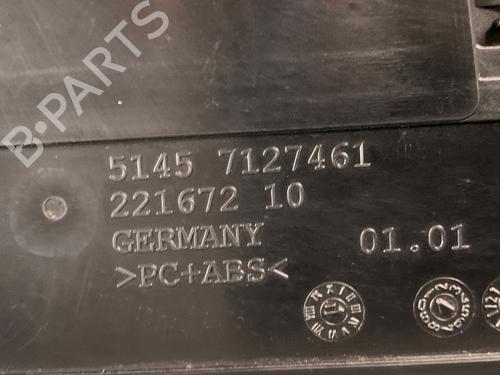 B-PARTS
5145 7127461
221672 10
GERMANY 01.01
>PC+ABS<